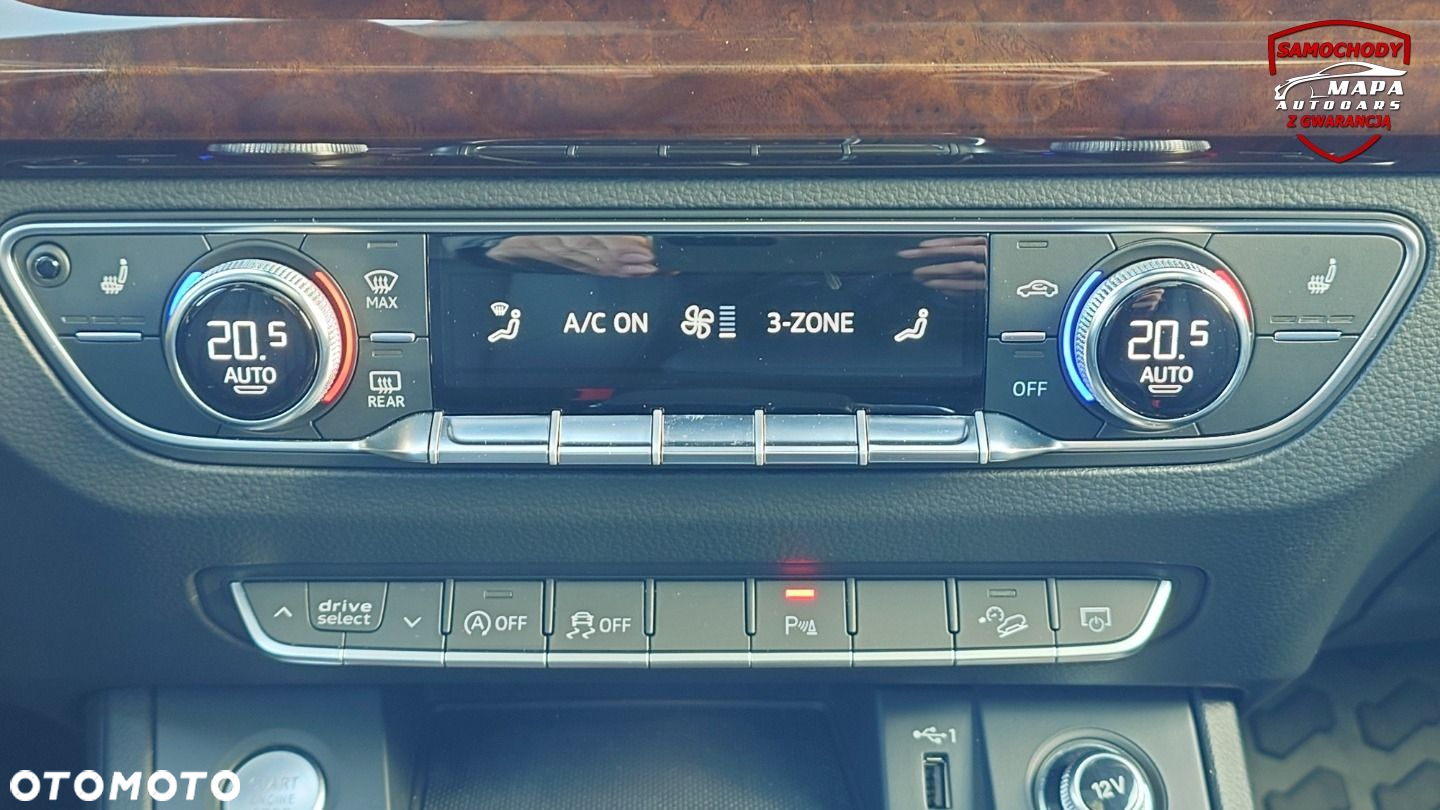 SAMOCHODY
MAPA
AUTOCARS
Z GWARANCJĄ
20.5
AUTO
MAX
REAR
A/C ON
3-ZONE
OFF
20.5
AUTO
drive
select
A OFF
OFF
P
START
ENGINE
1
12V
OTOMOTO